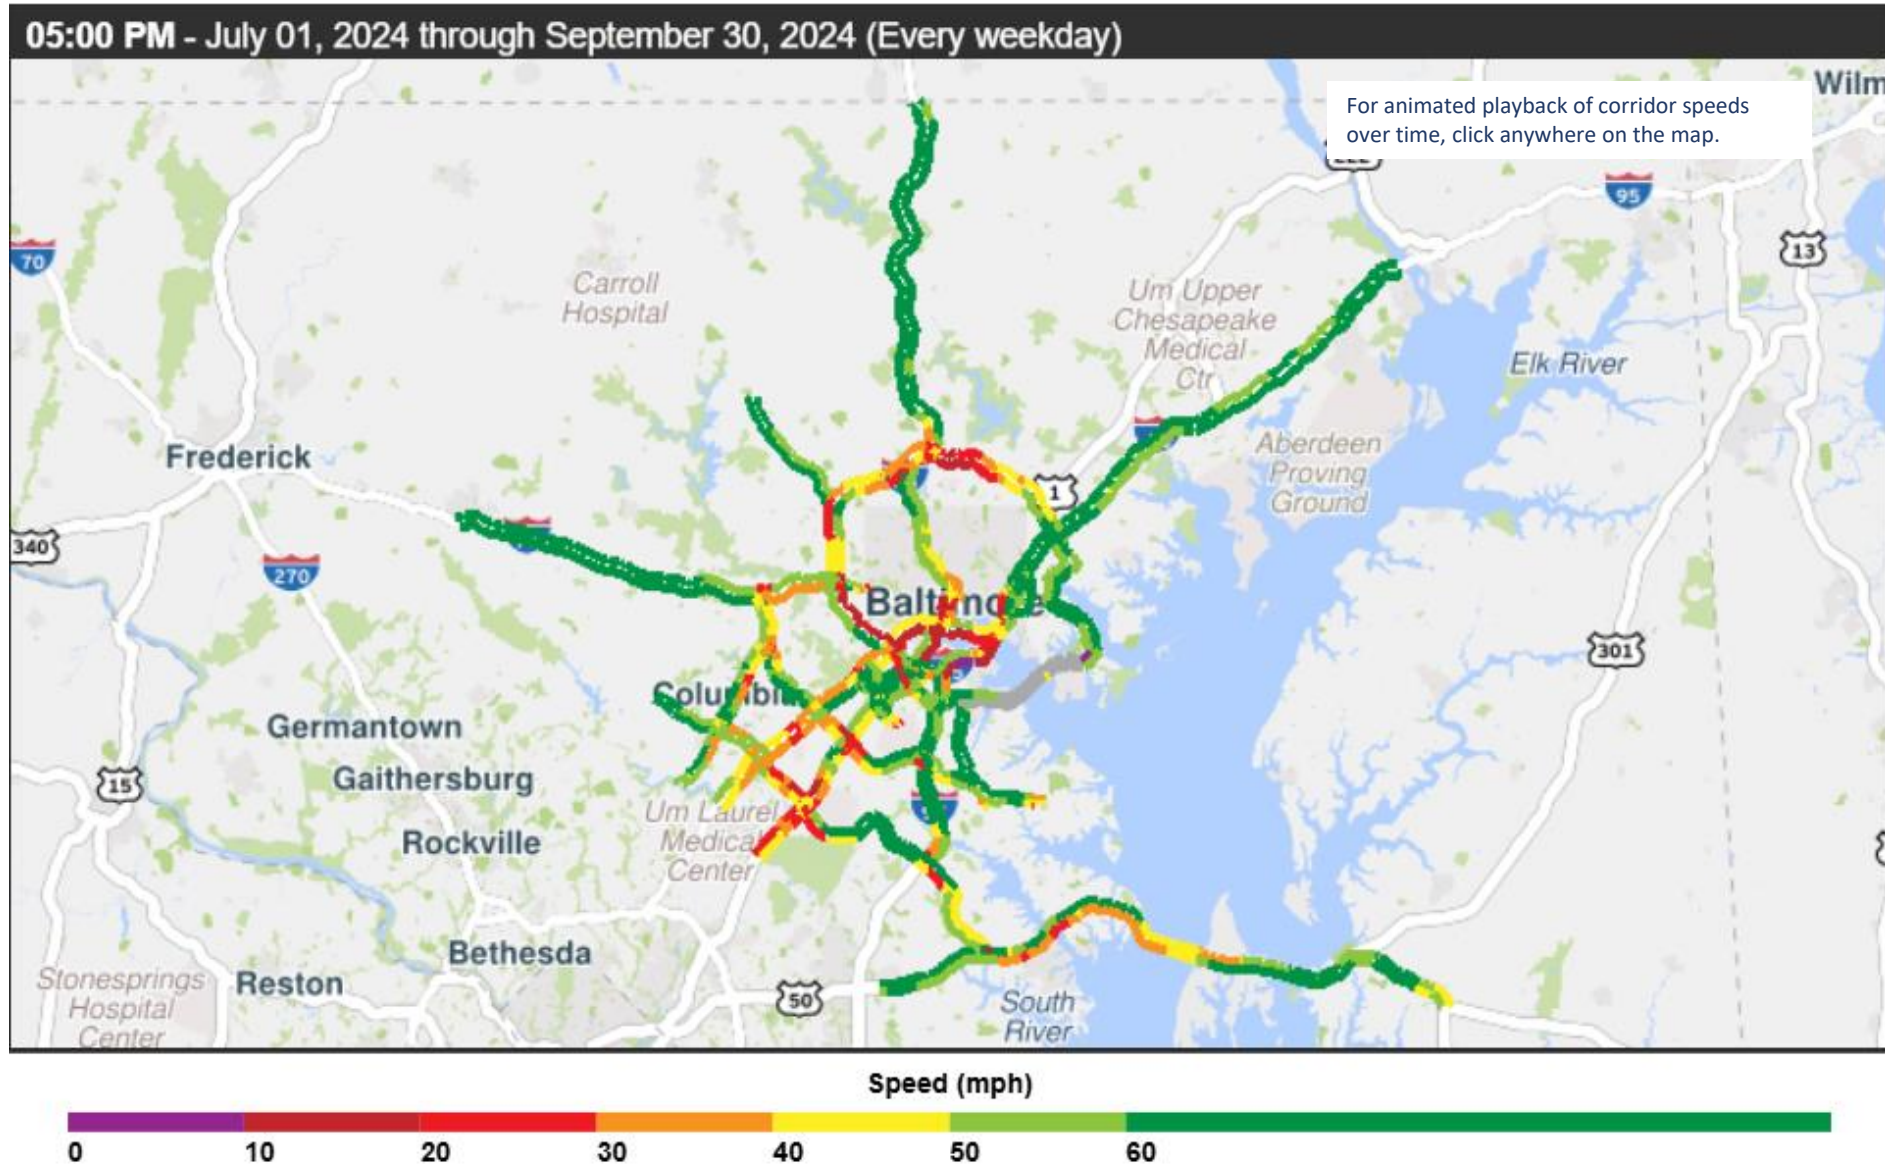 05:00 PM - July 01, 2024 through September 30, 2024 (Every weekday)
Wilm
For animated playback of corridor speeds
over time, click anywhere on the map.
95
13
70
Carroll
Hospital
Um Upper
Chesapeake
Medical
Ctr
Elk River
Frederick
Aberdeen
Proving
Ground
1
340
270
Baltimore
301
Columbia
Germantown
15
Gaithersburg
Um Laurel
Medical
Center
Rockville
Bethesda
Stonesprings
Hospital
Center
Reston
50
South
River
Speed (mph)
0 10 20 30 40 50 60